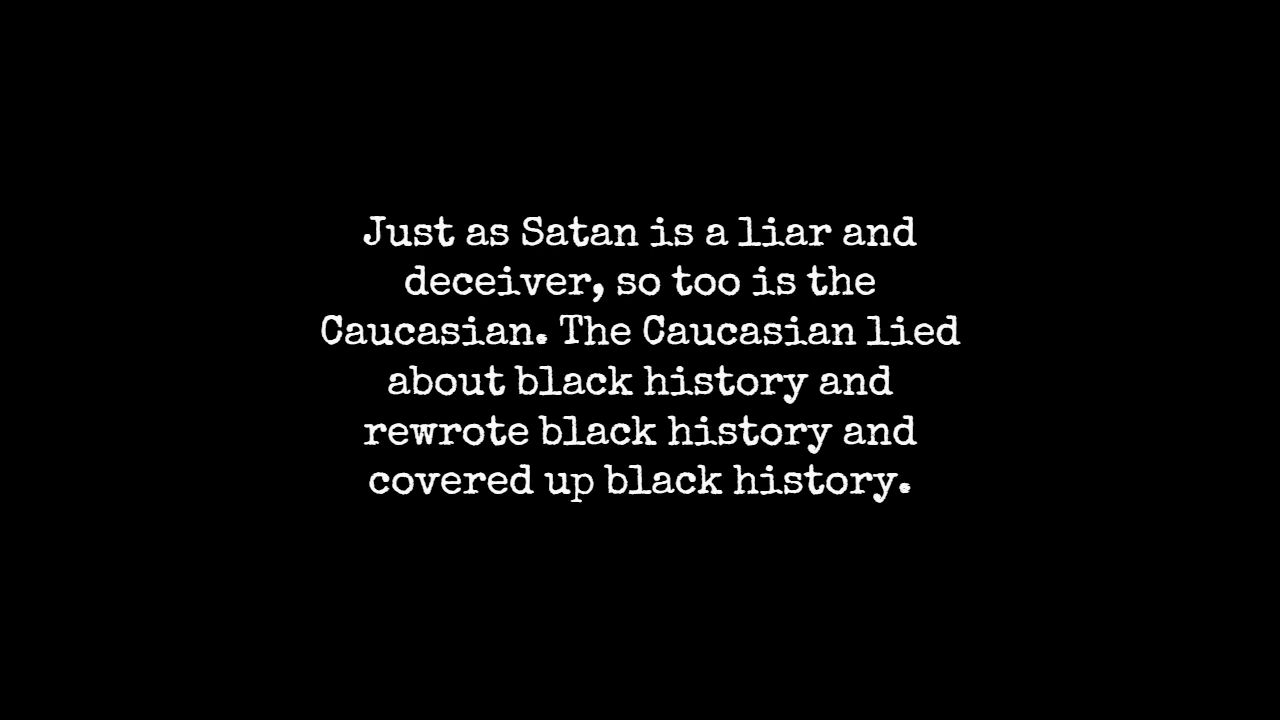 Just as Satan is a liar and
deceiver, so too is the
Caucasian. The Caucasian lied
about black history and
rewrote black history and
covered up black history.